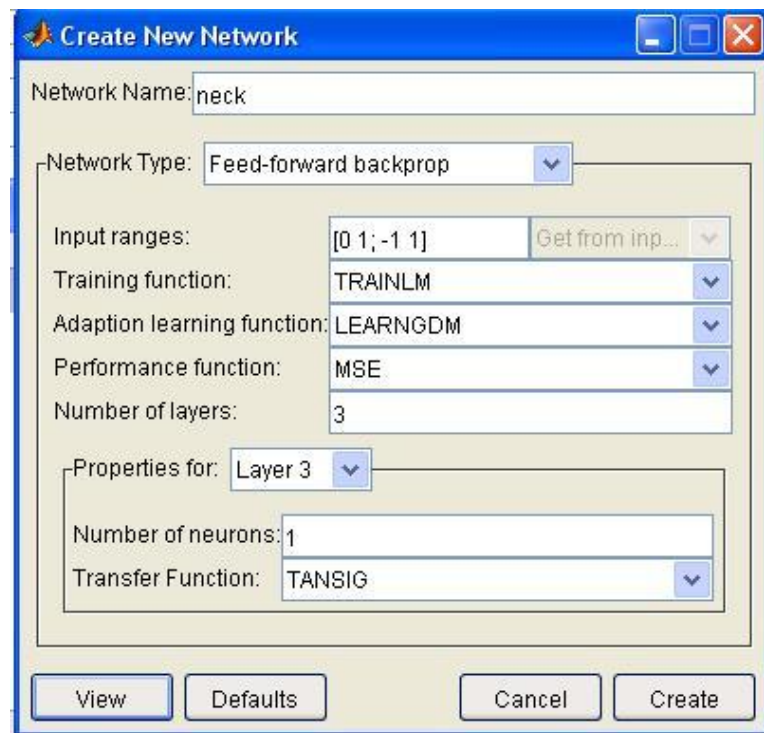 Create New Network
Network Name: neck
Network Type: Feed-forward backprop
Input ranges: [0 1; -1 1] Get from inp...
Training function: TRAINLM
Adaption learning function: LEARNGDM
Performance function: MSE
Number of layers: 3
Properties for: Layer 3
Number of neurons: 1
Transfer Function: TANSIG
View Defaults Cancel Create